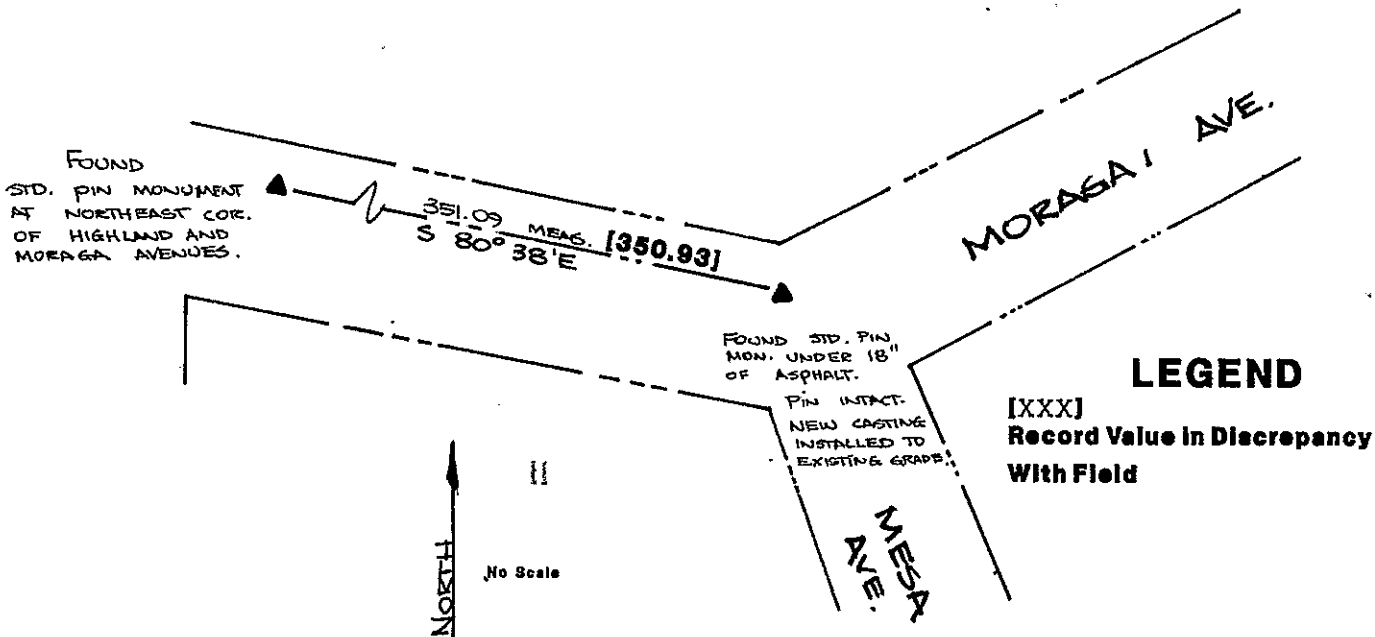 FOUND
STD. PIN MONUMENT
AT NORTHEAST COR.
OF HIGHLAND AND
MORAGA AVENUES.
351.09 MEAS. [350.93]
S 80° 38'E
MORAGA AVE.
FOUND STD. PIN
MON. UNDER 18"
OF ASPHALT.
PIN INTACT.
NEW CASTING
INSTALLED TO
EXISTING GRADE.
MESA
AVE.
LEGEND
[XXX]
Record Value in Discrepancy
With Field
NORTH
No Scale